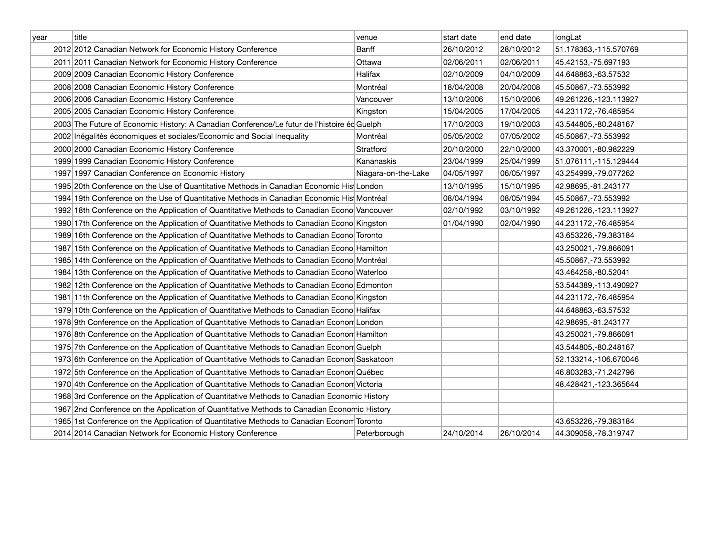 year title venue start date end date longLat
2012 2012 Canadian Network for Economic History Conference Banff 26/10/2012 28/10/2012 51.178363,-115.570769
2011 2011 Canadian Network for Economic History Conference Ottawa 02/06/2011 02/06/2011 45.42153,-75.697193
2009 2009 Canadian Economic History Conference Halifax 02/10/2009 04/10/2009 44.648863,-63.57532
2008 2008 Canadian Economic History Conference Montréal 18/04/2008 20/04/2008 45.50867,-73.553992
2006 2006 Canadian Economic History Conference Vancouver 13/10/2006 15/10/2006 49.261226,-123.113927
2005 2005 Canadian Economic History Conference Kingston 15/04/2005 17/04/2005 44.231172,-76.485954
2003 The Future of Economic History: A Canadian Conference/Le futur de l'histoire éc Guelph 17/10/2003 19/10/2003 43.544805,-80.248167
2002 Inégalités économiques et sociales/Economic and Social Inequality Montréal 05/05/2002 07/05/2002 45.50867,-73.553992
2000 2000 Canadian Economic History Conference Stratford 20/10/2000 22/10/2000 43.370001,-80.982229
1999 1999 Canadian Economic History Conference Kananaskis 23/04/1999 25/04/1999 51.076111,-115.129444
1997 1997 Canadian Conference on Economic History Niagara-on-the-Lake 04/05/1997 06/05/1997 43.254999,-79.077262
1995 20th Conference on the Use of Quantitative Methods in Canadian Economic His London 13/10/1995 15/10/1995 42.98695,-81.243177
1994 19th Conference on the Use of Quantitative Methods in Canadian Economic His Montréal 08/04/1994 08/05/1994 45.50867,-73.553992
1992 18th Conference on the Application of Quantitative Methods to Canadian Econo Vancouver 02/10/1992 03/10/1992 49.261226,-123.113927
1990 17th Conference on the Application of Quantitative Methods to Canadian Econo Kingston 01/04/1990 02/04/1990 44.231172,-76.485954
1989 16th Conference on the Application of Quantitative Methods to Canadian Econo Toronto 43.653226,-79.383184
1987 15th Conference on the Application of Quantitative Methods to Canadian Econo Hamilton 43.250021,-79.866091
1985 14th Conference on the Application of Quantitative Methods to Canadian Econo Montréal 45.50867,-73.553992
1984 13th Conference on the Application of Quantitative Methods to Canadian Econo Waterloo 43.464258,-80.52041
1982 12th Conference on the Application of Quantitative Methods to Canadian Econo Edmonton 53.544389,-113.490927
1981 11th Conference on the Application of Quantitative Methods to Canadian Econo Kingston 44.231172,-76.485954
1979 10th Conference on the Application of Quantitative Methods to Canadian Econo Halifax 44.648863,-63.57532
1978 9th Conference on the Application of Quantitative Methods to Canadian Econom London 42.98695,-81.243177
1976 8th Conference on the Application of Quantitative Methods to Canadian Econom Hamilton 43.250021,-79.866091
1975 7th Conference on the Application of Quantitative Methods to Canadian Econom Guelph 43.544805,-80.248167
1973 6th Conference on the Application of Quantitative Methods to Canadian Econom Saskatoon 52.133214,-106.670046
1972 5th Conference on the Application of Quantitative Methods to Canadian Econom Québec 46.803283,-71.242796
1970 4th Conference on the Application of Quantitative Methods to Canadian Econom Victoria 48.428421,-123.365644
1968 3rd Conference on the Application of Quantitative Methods to Canadian Economic History
1967 2nd Conference on the Application of Quantitative Methods to Canadian Economic History
1965 1st Conference on the Application of Quantitative Methods to Canadian Econom Toronto 43.653226,-79.383184
2014 2014 Canadian Network for Economic History Conference Peterborough 24/10/2014 26/10/2014 44.309058,-78.319747